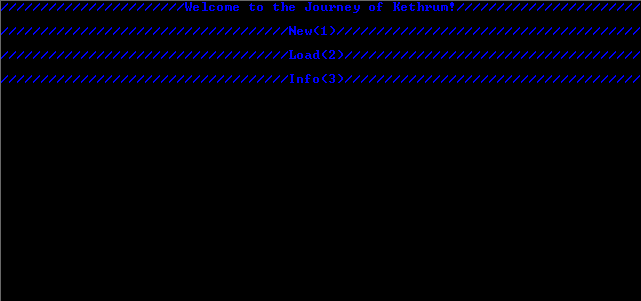 ///////////////////////Welcome to the Journey of Kethrum!///////////////////////
////////////////////////////////////New(1)//////////////////////////////////////
////////////////////////////////////Load(2)/////////////////////////////////////
////////////////////////////////////Info(3)/////////////////////////////////////